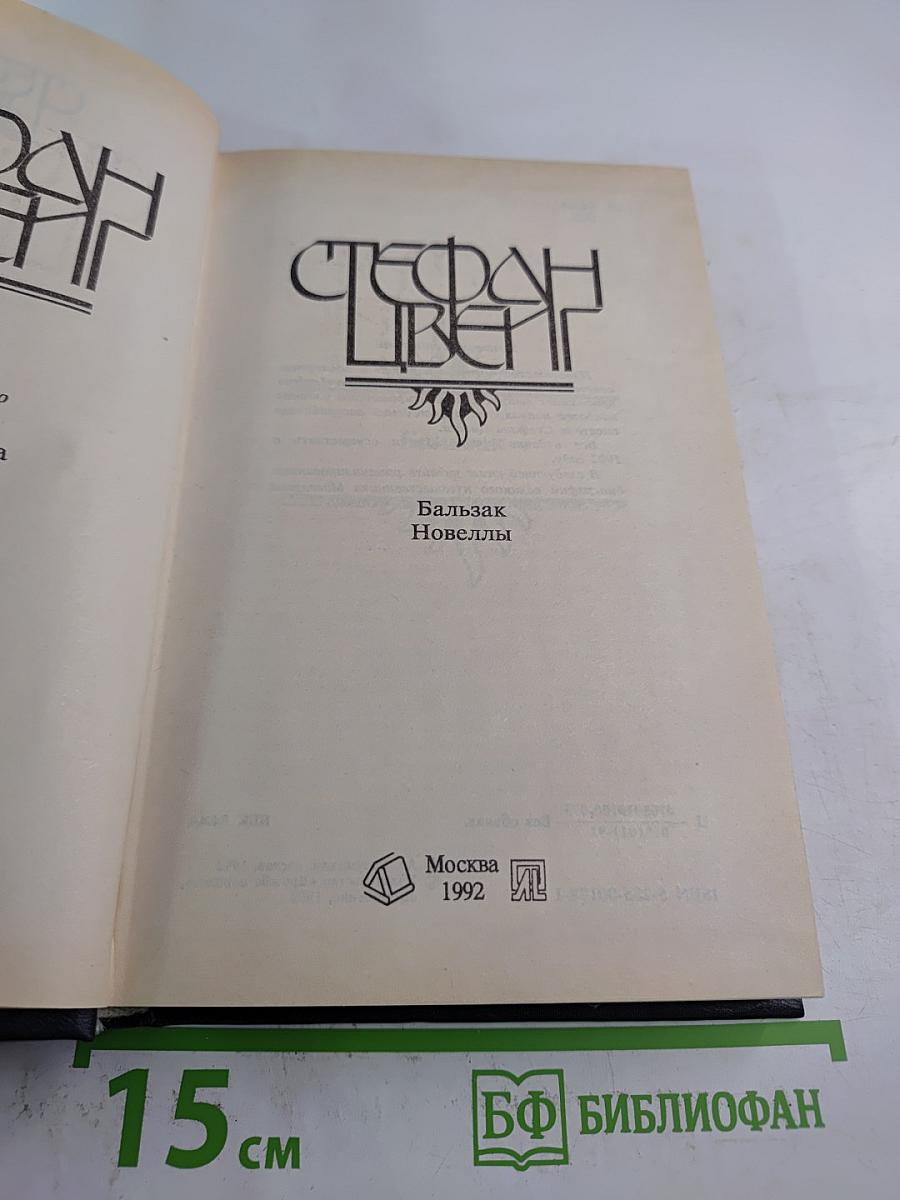 СТЕФАН
ЦВЕЙГ
Бальзак
Новеллы
Москва
1992
15 см
БФ БИБЛИОФАН